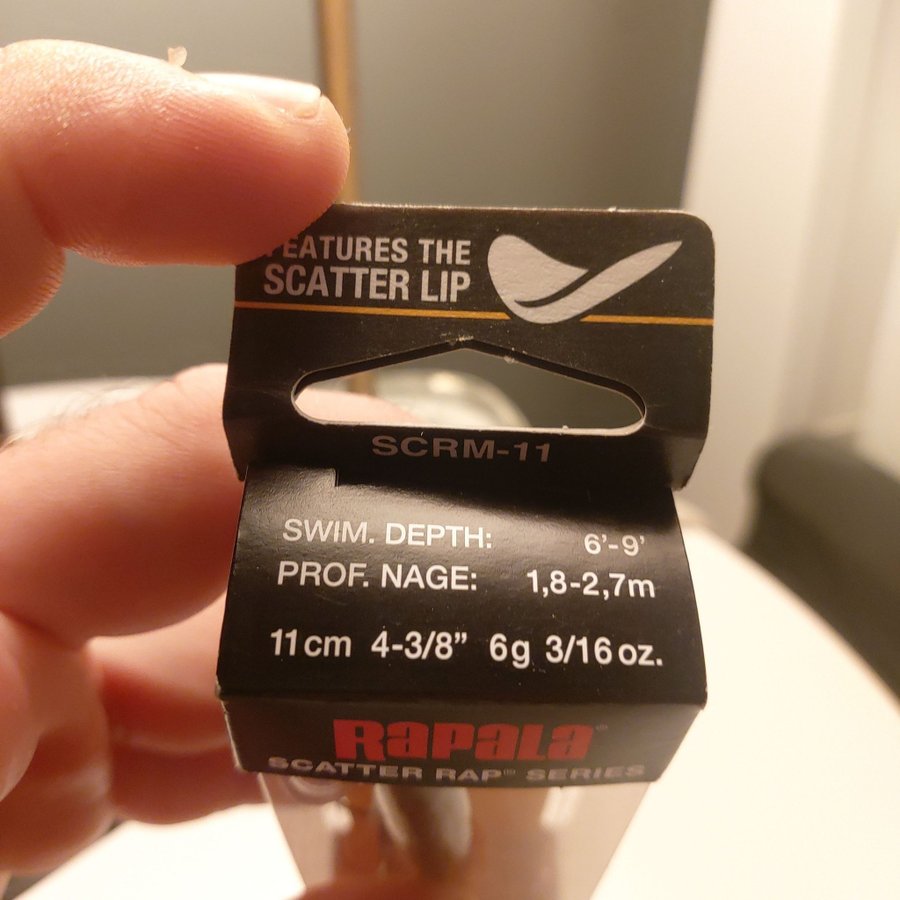 FEATURES THE
SCATTER LIP
SCRM-11
SWIM. DEPTH: 6'-9'
PROF. NAGE: 1,8-2,7m
11cm 4-3/8” 6g 3/16 oz.
Rapala®
SCATTER RAP® SERIES